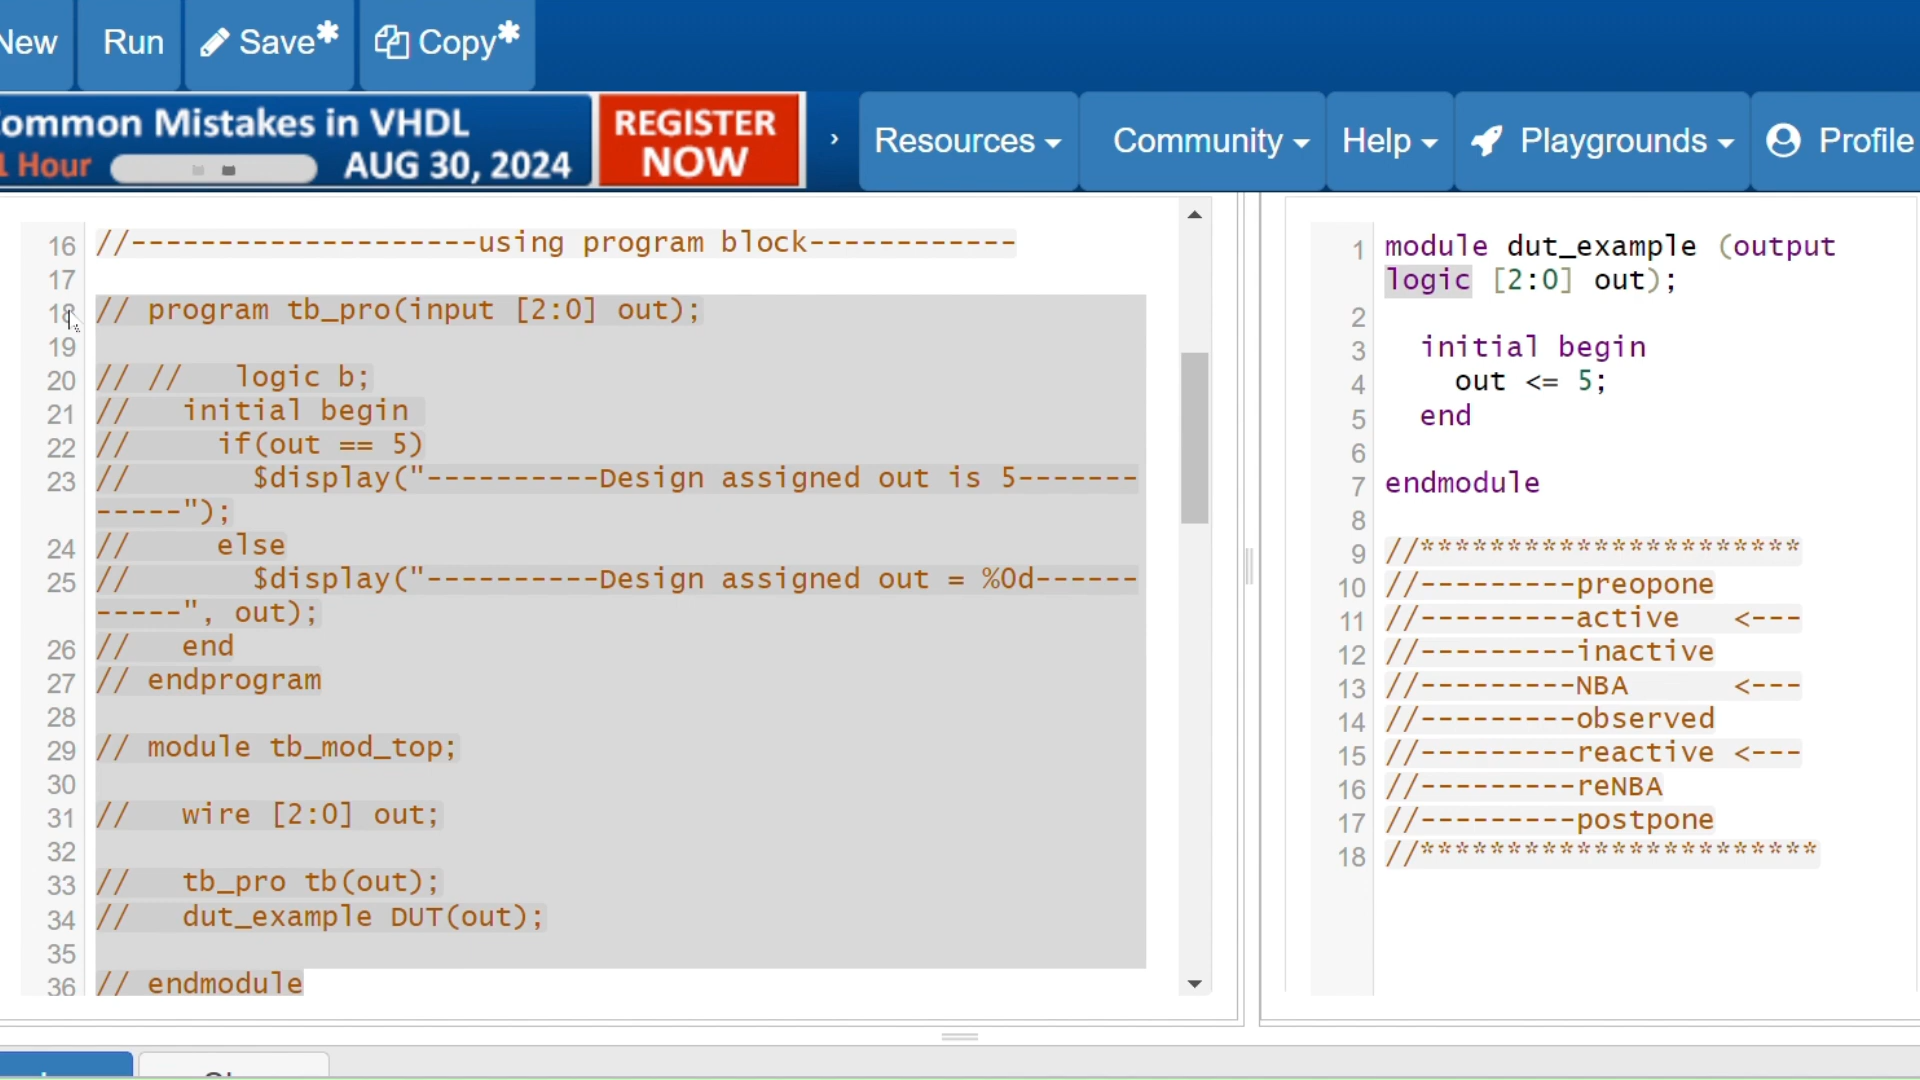 New Run Save* Copy*
ommon Mistakes in VHDL
1 Hour AUG 30, 2024
REGISTER
NOW
› Resources Community Help Playgrounds Profile
16 //--------------------using program block------------
17
18 // program tb_pro(input [2:0] out);
19
20 // //   logic b;
21 //   initial begin
22 //     if(out == 5)
23 //       $display("----------Design assigned out is 5-------
-----");
24 //     else
25 //       $display("----------Design assigned out = %0d------
-----", out);
26 //   end
27 // endprogram
28
29 // module tb_mod_top;
30
31 //   wire [2:0] out;
32
33 //   tb_pro tb(out);
34 //   dut_example DUT(out);
35
36 // endmodule
1 module dut_example (output
logic [2:0] out);
2
3   initial begin
4     out <= 5;
5   end
6
7 endmodule
8
9 //**********************
10 //---------preopone
11 //---------active   <---
12 //---------inactive
13 //---------NBA      <---
14 //---------observed
15 //---------reactive <---
16 //---------reNBA
17 //---------postpone
18 //***********************